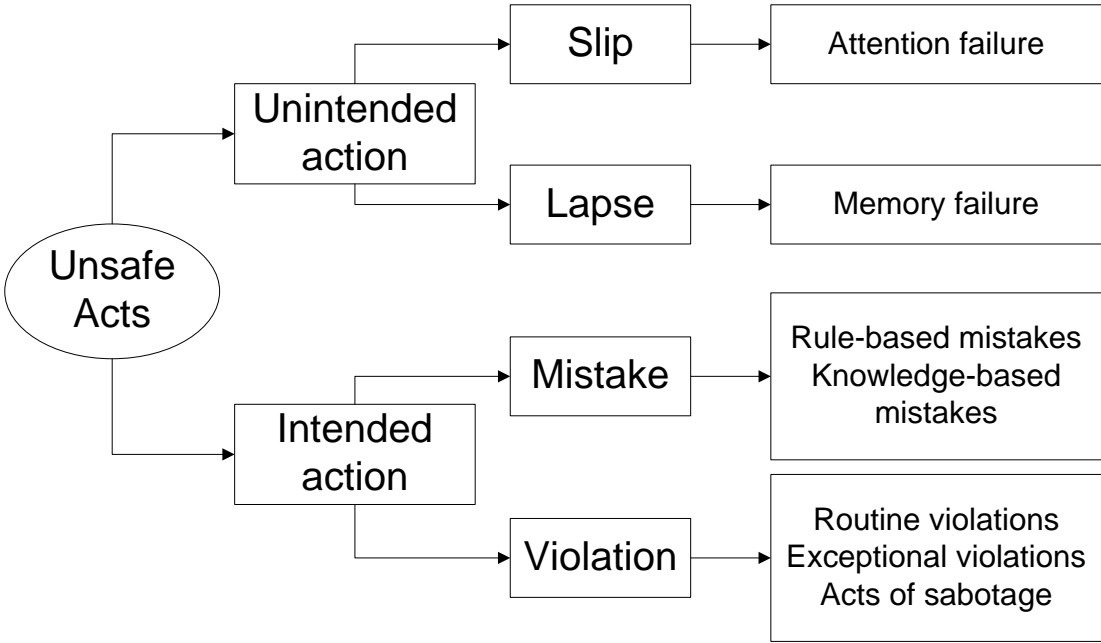 Slip
Attention failure
Unintended
action
Lapse
Memory failure
Unsafe
Acts
Mistake
Rule-based mistakes
Knowledge-based
mistakes
Intended
action
Violation
Routine violations
Exceptional violations
Acts of sabotage